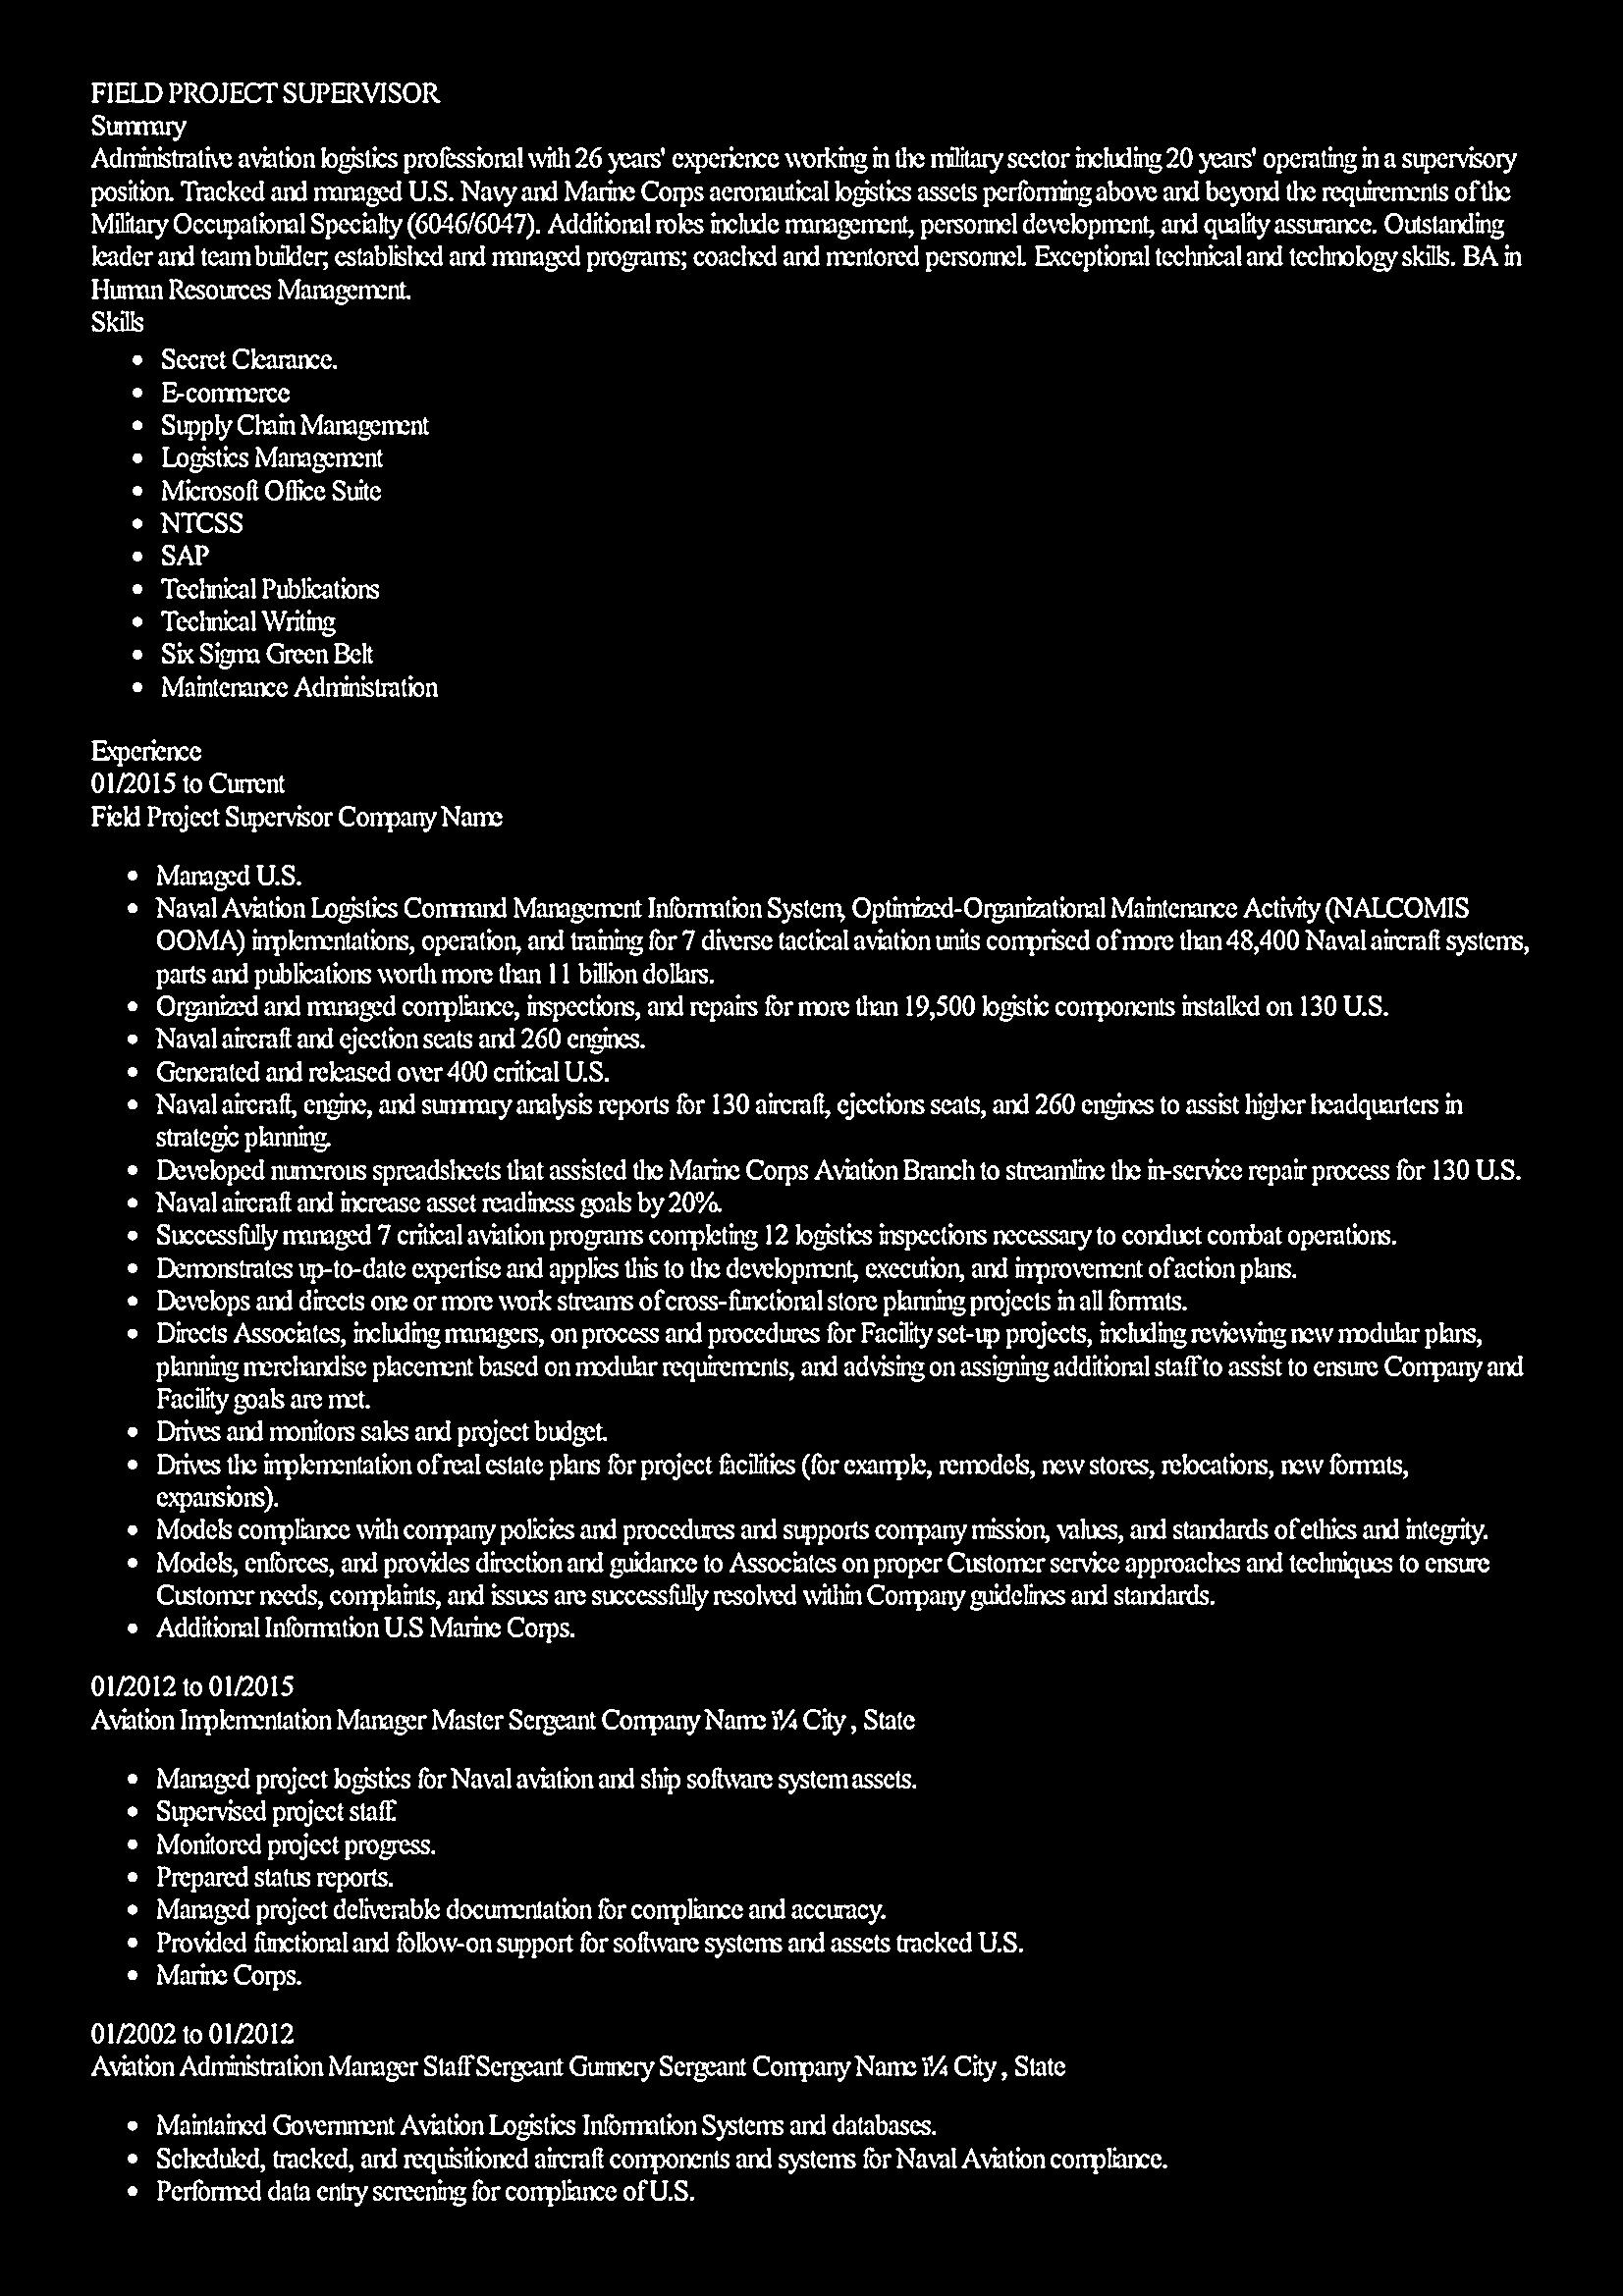 FIELD PROJECT SUPERVISOR
Summary
Administrative aviation logistics professional with 26 years' experience working in the military sector including 20 years' operating in a supervisory
position. Tracked and managed U.S. Navy and Marine Corps aeronautical logistics assets performing above and beyond the requirements of the
Military Occupational Specialty (6046/6047). Additional roles include management, personnel development, and quality assurance. Outstanding
leader and team builder; established and managed programs; coached and mentored personnel. Exceptional technical and technology skills. BA in
Human Resources Management.
Skills
• Secret Clearance.
• E-commerce
• Supply Chain Management
• Logistics Management
• Microsoft Office Suite
• NTCSS
• SAP
• Technical Publications
• Technical Writing
• Six Sigma Green Belt
• Maintenance Administration
Experience
01/2015 to Current
Field Project Supervisor Company Name
• Managed U.S.
• Naval Aviation Logistics Command Management Information System, Optimized-Organizational Maintenance Activity (NALCOMIS
OOMA) implementations, operation, and training for 7 diverse tactical aviation units comprised of more than 48,400 Naval aircraft systems,
parts and publications worth more than 11 billion dollars.
• Organized and managed compliance, inspections, and repairs for more than 19,500 logistic components installed on 130 U.S.
• Naval aircraft and ejection seats and 260 engines.
• Generated and released over 400 critical U.S.
• Naval aircraft, engine, and summary analysis reports for 130 aircraft, ejections seats, and 260 engines to assist higher headquarters in
strategic planning.
• Developed numerous spreadsheets that assisted the Marine Corps Aviation Branch to streamline the in-service repair process for 130 U.S.
• Naval aircraft and increase asset readiness goals by 20%.
• Successfully managed 7 critical aviation programs completing 12 logistics inspections necessary to conduct combat operations.
• Demonstrates up-to-date expertise and applies this to the development, execution, and improvement of action plans.
• Develops and directs one or more work streams of cross-functional store planning projects in all formats.
• Directs Associates, including managers, on process and procedures for Facility set-up projects, including reviewing new modular plans,
planning merchandise placement based on modular requirements, and advising on assigning additional staff to assist to ensure Company and
Facility goals are met.
• Drives and monitors sales and project budget.
• Drives the implementation of real estate plans for project facilities (for example, remodels, new stores, relocations, new formats,
expansions).
• Models compliance with company policies and procedures and supports company mission, values, and standards of ethics and integrity.
• Models, enforces, and provides direction and guidance to Associates on proper Customer service approaches and techniques to ensure
Customer needs, complaints, and issues are successfully resolved within Company guidelines and standards.
• Additional Information U.S Marine Corps.
01/2012 to 01/2015
Aviation Implementation Manager Master Sergeant Company Name ï¼ City , State
• Managed project logistics for Naval aviation and ship software system assets.
• Supervised project staff.
• Monitored project progress.
• Prepared status reports.
• Managed project deliverable documentation for compliance and accuracy.
• Provided functional and follow-on support for software systems and assets tracked U.S.
• Marine Corps.
01/2002 to 01/2012
Aviation Administration Manager Staff Sergeant Gunnery Sergeant Company Name ï¼ City , State
• Maintained Government Aviation Logistics Information Systems and databases.
• Scheduled, tracked, and requisitioned aircraft components and systems for Naval Aviation compliance.
• Performed data entry screening for compliance of U.S.